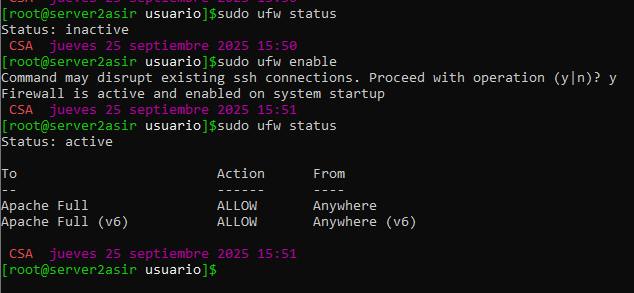 [root@server2asir usuario]$sudo ufw status
Status: inactive
CSA jueves 25 septiembre 2025 15:50
[root@server2asir usuario]$sudo ufw enable
Command may disrupt existing ssh connections. Proceed with operation (y|n)? y
Firewall is active and enabled on system startup
CSA jueves 25 septiembre 2025 15:51
[root@server2asir usuario]$sudo ufw status
Status: active
To Action From
-- ------ ----
Apache Full ALLOW Anywhere
Apache Full (v6) ALLOW Anywhere (v6)
CSA jueves 25 septiembre 2025 15:51
[root@server2asir usuario]$